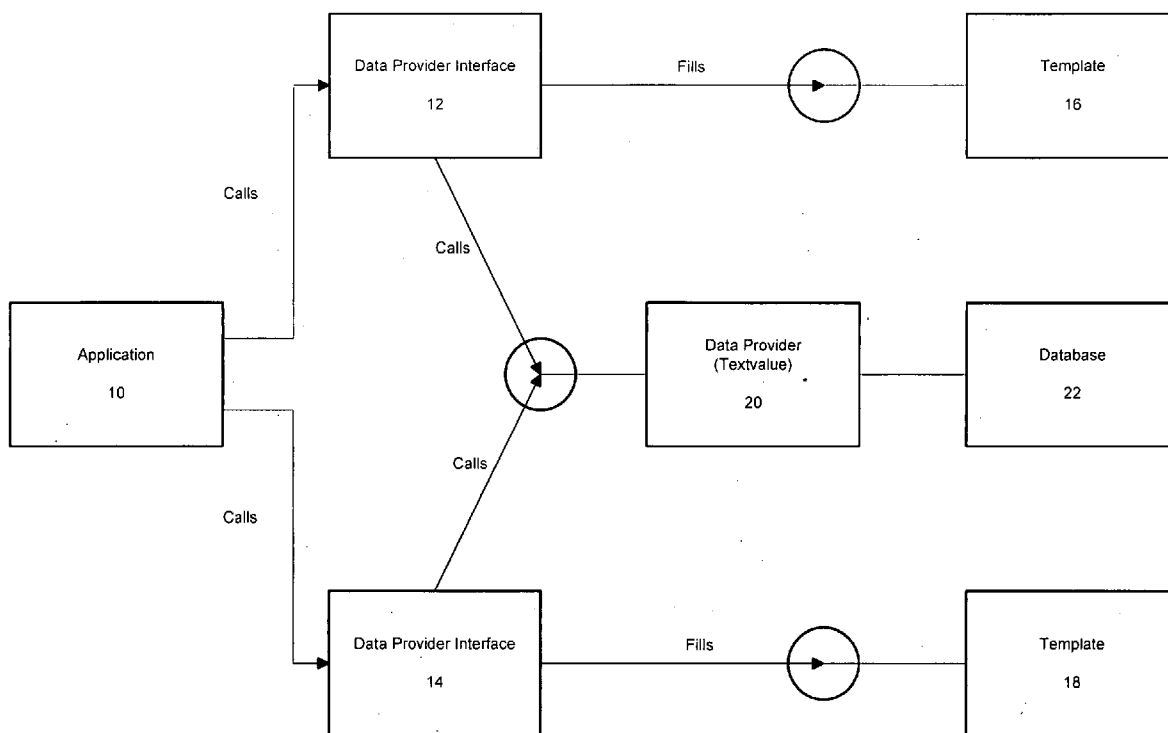 Data Provider Interface
12
Fills
Template
16
Calls
Calls
Application
10
Data Provider
(Textvalue)
20
Database
22
Calls
Calls
Data Provider Interface
14
Fills
Template
18